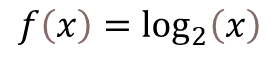 f(x) = log₂(x)